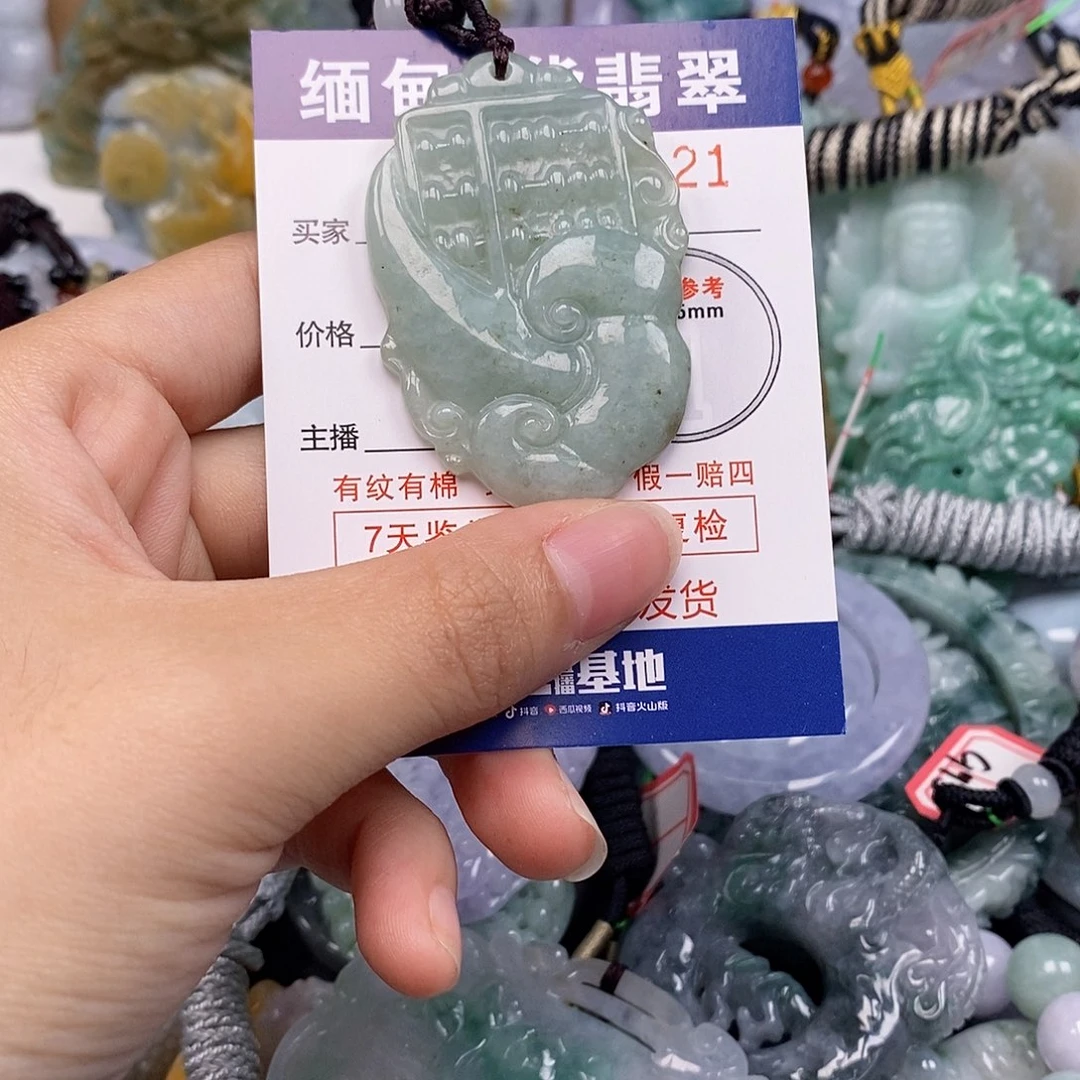 缅甸 翡翠
21
买家
参考
价格
mm
主播
有纹有棉 假一赔四
7天 复检
发货
基地
抖音 西瓜视频 抖音火山版